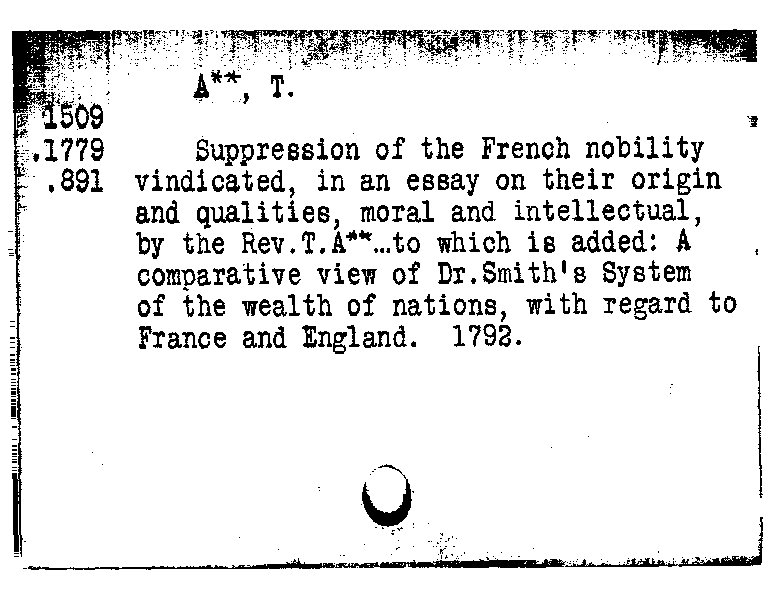 A**, T.
1509
.1779 Suppression of the French nobility
.891 vindicated, in an essay on their origin
and qualities, moral and intellectual,
by the Rev.T.A**...to which is added: A
comparative view of Dr.Smith's System
of the wealth of nations, with regard to
France and England. 1792.